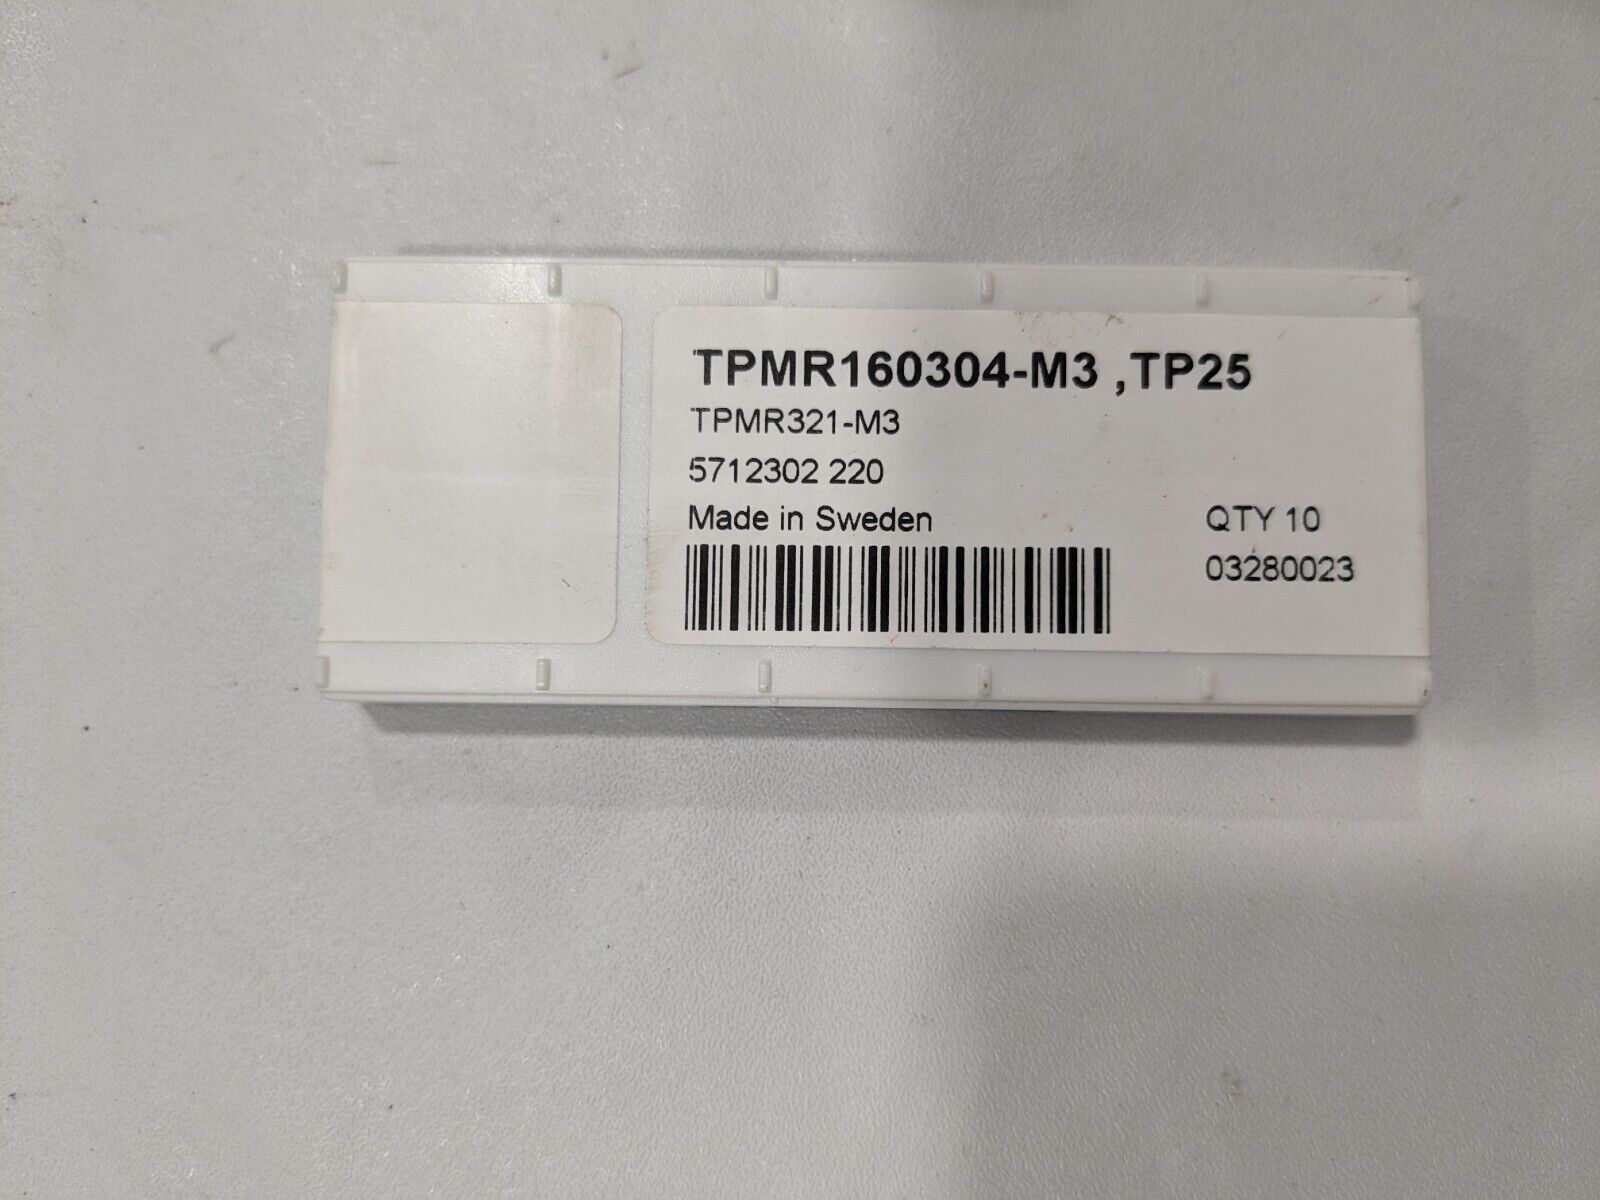 TPMR160304-M3 ,TP25
TPMR321-M3
5712302 220
Made in Sweden
QTY 10
03280023